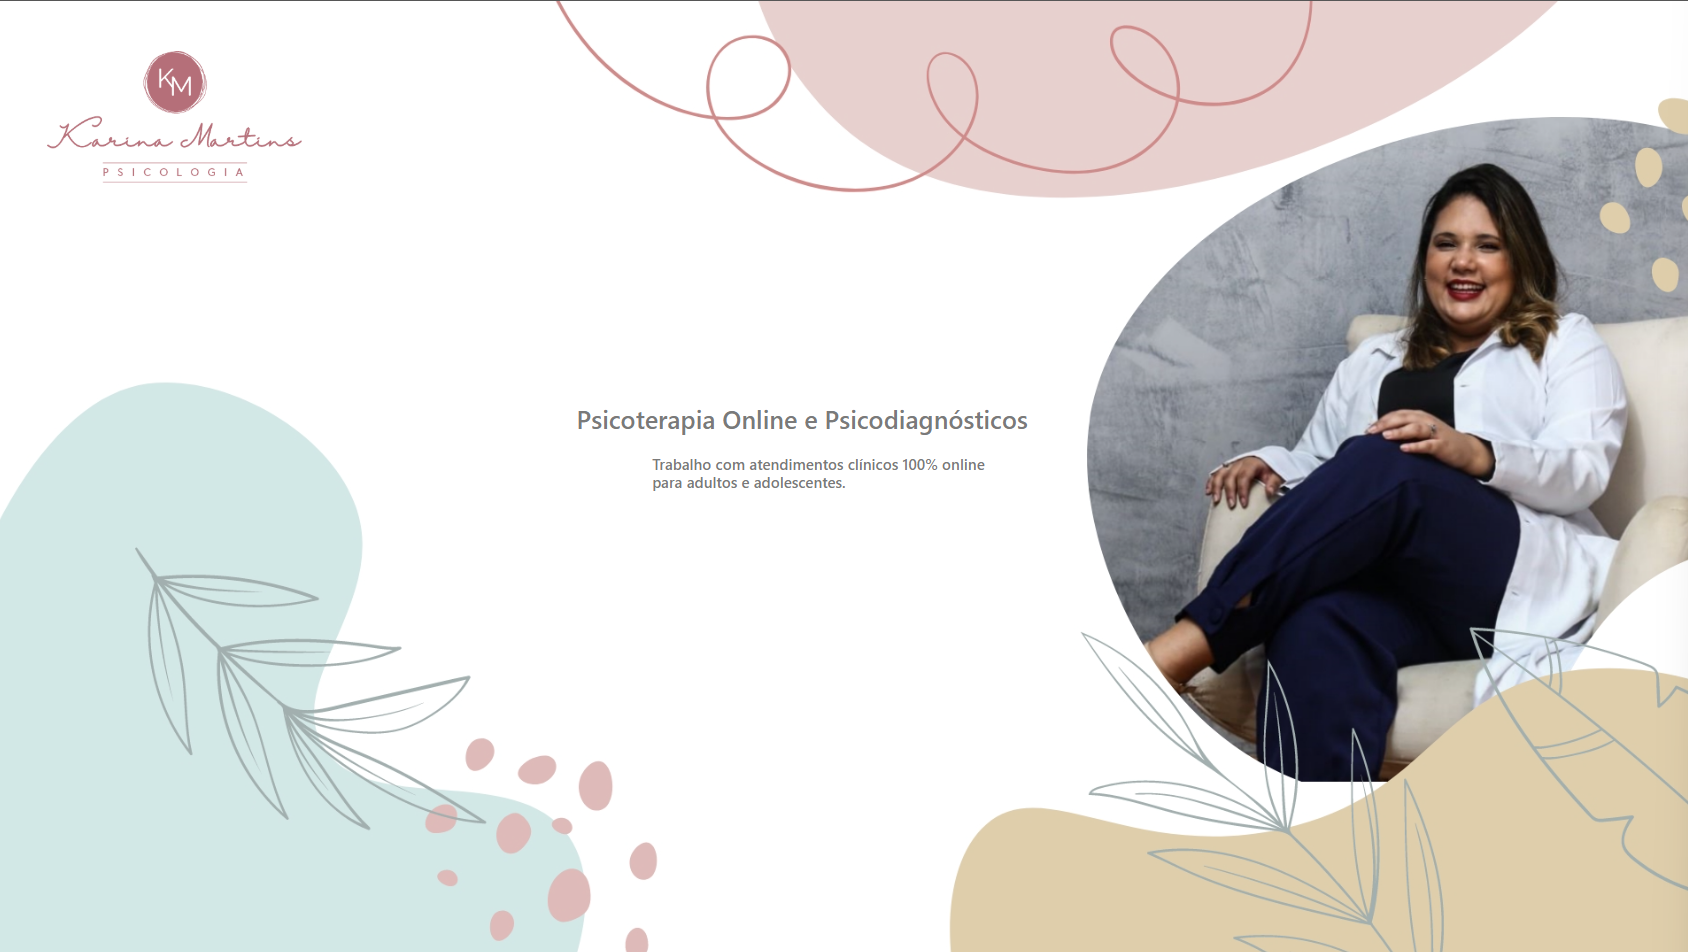 KM
Karina Martins
PSICOLOGIA
Psicoterapia Online e Psicodiagnósticos
Trabalho com atendimentos clínicos 100% online
para adultos e adolescentes.